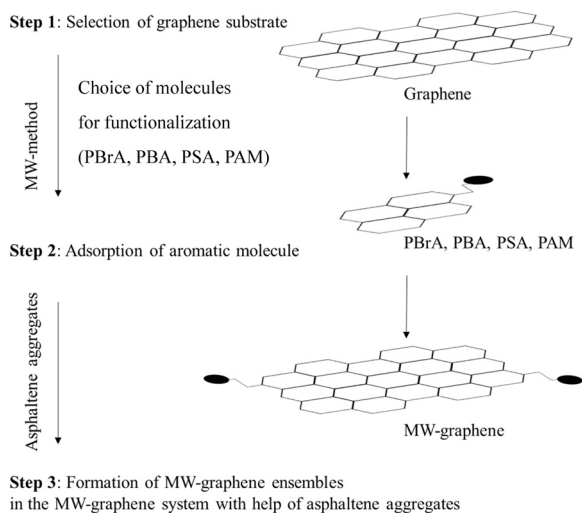 Step 1: Selection of graphene substrate
Graphene
MW-method
Choice of molecules
for functionalization
(PBrA, PBA, PSA, PAM)
PBrA, PBA, PSA, PAM
Step 2: Adsorption of aromatic molecule
Asphaltene aggregates
MW-graphene
Step 3: Formation of MW-graphene ensembles
in the MW-graphene system with help of asphaltene aggregates